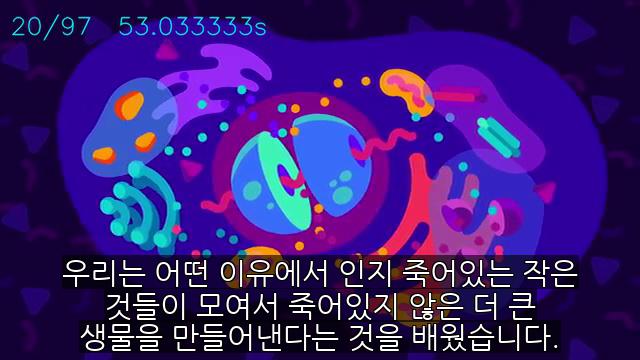 20/97 53.033333s
우리는 어떤 이유에서 인지 죽어있는 작은
것들이 모여서 죽어있지 않은 더 큰
생물을 만들어낸다는 것을 배웠습니다.